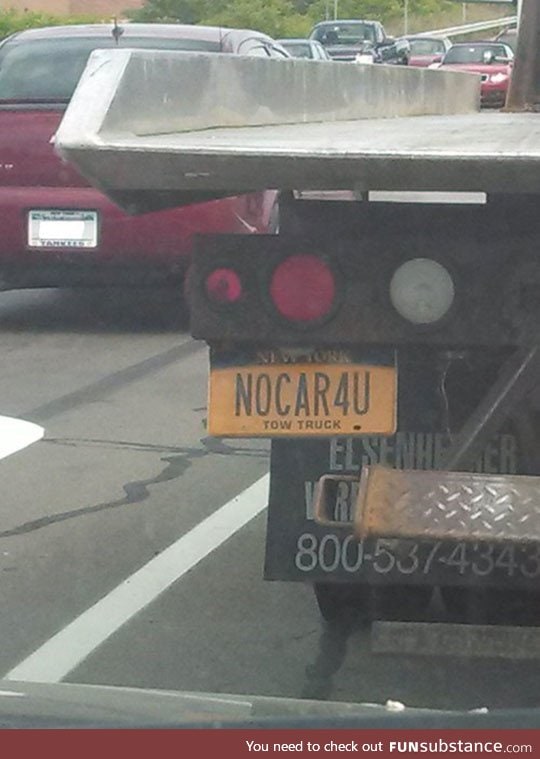 YANKEES
NEW YORK
NOCAR4U
TOW TRUCK
800-537-4343
You need to check out FUNsubstance.com